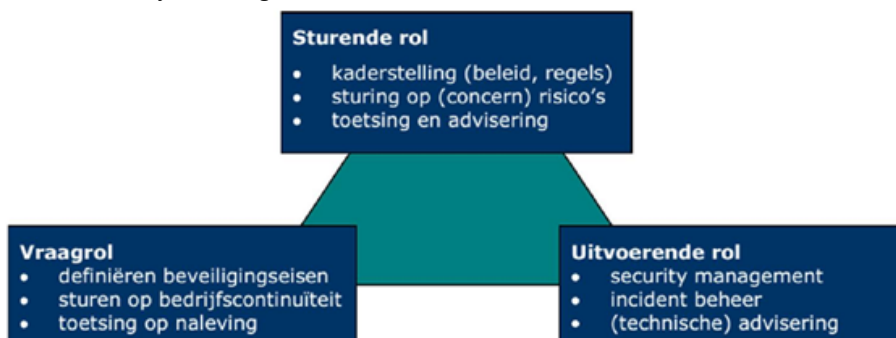 Sturende rol
• kaderstelling (beleid, regels)
• sturing op (concern) risico's
• toetsing en advisering
Vraagrol
• definiëren beveiligingseisen
• sturen op bedrijfscontinuïteit
• toetsing op naleving
Uitvoerende rol
• security management
• incident beheer
• (technische) advisering